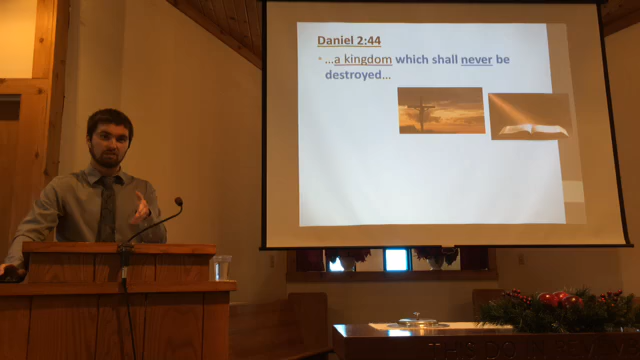 Daniel 2:44
• ...a kingdom which shall never be
destroyed...